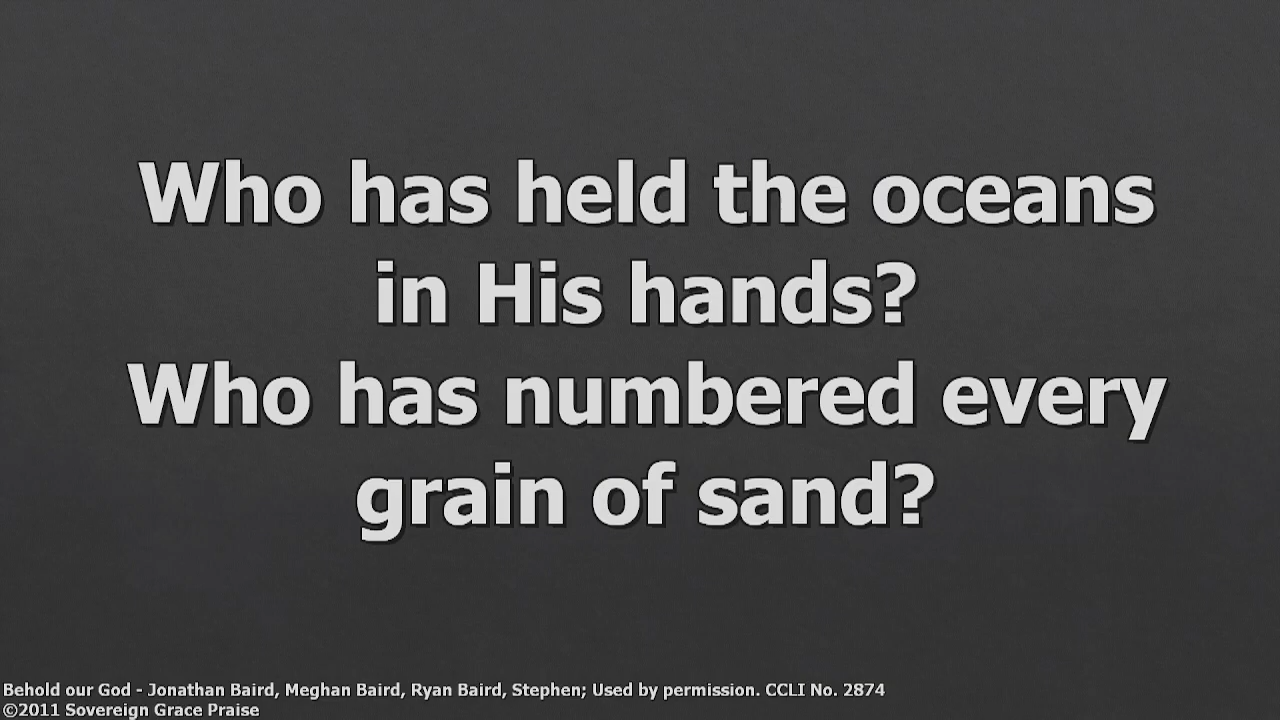 Who has held the oceans
in His hands?
Who has numbered every
grain of sand?
Behold our God - Jonathan Baird, Meghan Baird, Ryan Baird, Stephen; Used by permission. CCLI No. 2874
©2011 Sovereign Grace Praise